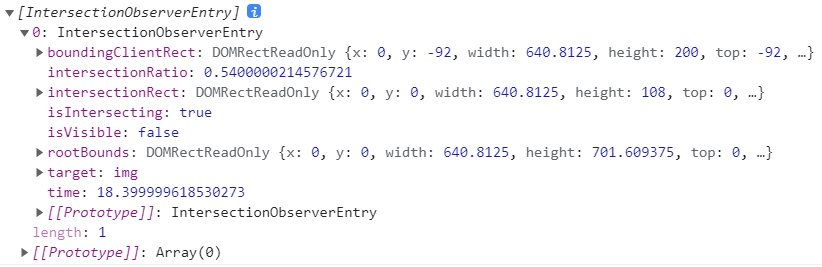 [IntersectionObserverEntry] i
0: IntersectionObserverEntry
boundingClientRect: DOMRectReadOnly {x: 0, y: -92, width: 640.8125, height: 200, top: -92, …}
intersectionRatio: 0.5400000214576721
intersectionRect: DOMRectReadOnly {x: 0, y: 0, width: 640.8125, height: 108, top: 0, …}
isIntersecting: true
isVisible: false
rootBounds: DOMRectReadOnly {x: 0, y: 0, width: 640.8125, height: 701.609375, top: 0, …}
target: img
time: 18.399999618530273
[[Prototype]]: IntersectionObserverEntry
length: 1
[[Prototype]]: Array(0)